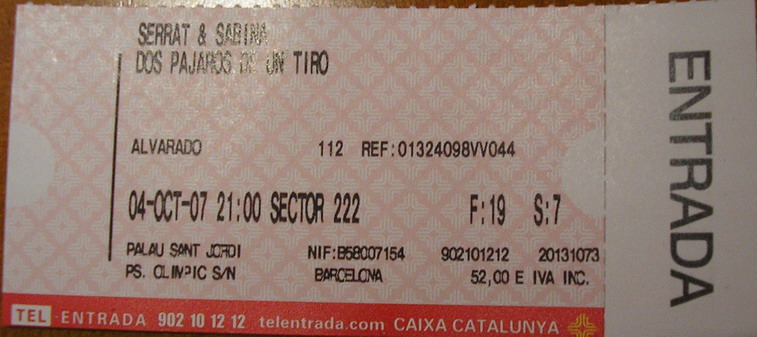 SERRAT & SABINA
DOS PAJAROS DE UN TIRO
ALVARADO 112 REF:01324098VV044
04-OCT-07 21:00 SECTOR 222 F:19 S:7
PALAU SANT JORDI NIF:B58007154 902101212 20131073
PS. OLIMPIC S/N BARCELONA 52,00 E IVA INC.
TEL ENTRADA 902 10 12 12 telentrada.com CAIXA CATALUNYA
ENTRADA